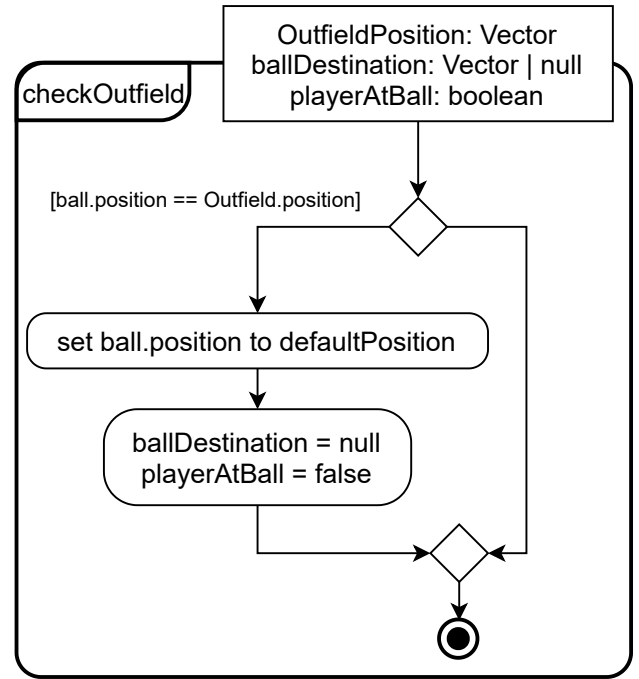 OutfieldPosition: Vector
ballDestination: Vector | null
playerAtBall: boolean
checkOutfield
[ball.position == Outfield.position]
set ball.position to defaultPosition
ballDestination = null
playerAtBall = false